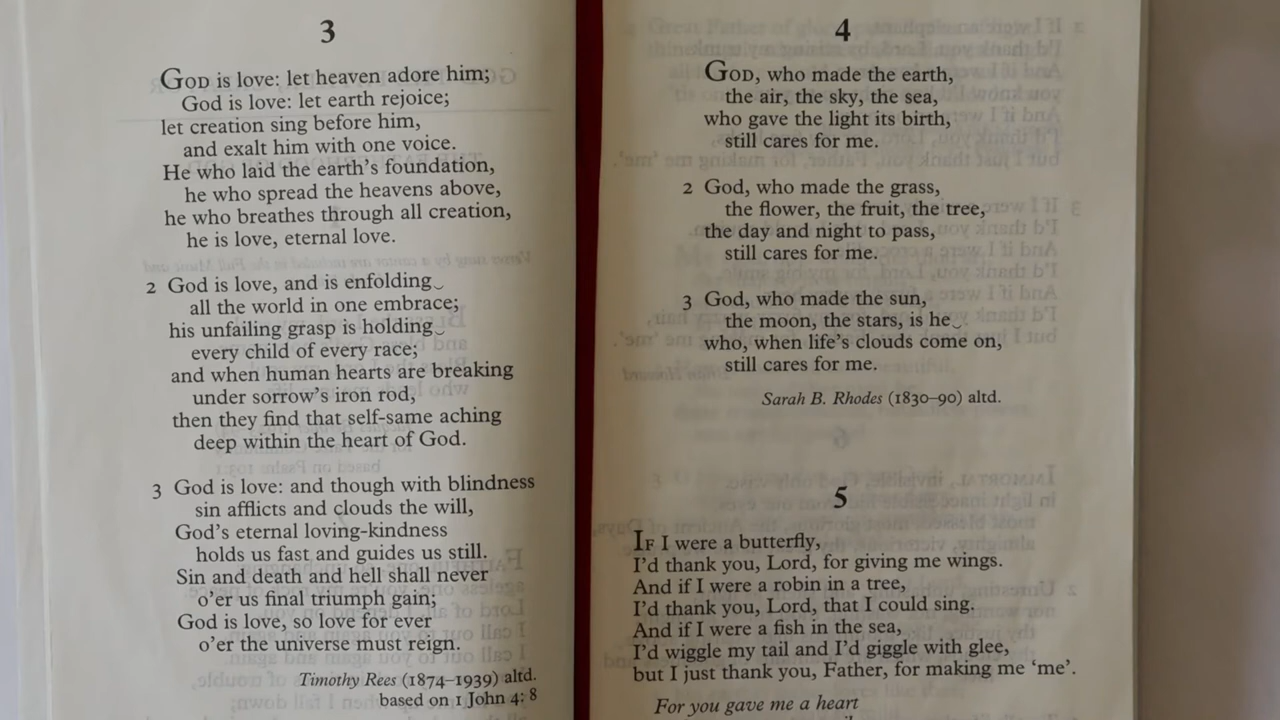 3
GOD is love: let heaven adore him;
God is love: let earth rejoice;
let creation sing before him,
and exalt him with one voice.
He who laid the earth's foundation,
he who spread the heavens above,
he who breathes through all creation,
he is love, eternal love.
2 God is love, and is enfolding‿
all the world in one embrace;
his unfailing grasp is holding‿
every child of every race;
and when human hearts are breaking
under sorrow's iron rod,
then they find that self-same aching
deep within the heart of God.
3 God is love: and though with blindness
sin afflicts and clouds the will,
God's eternal loving-kindness
holds us fast and guides us still.
Sin and death and hell shall never
o'er us final triumph gain;
God is love, so love for ever
o'er the universe must reign.
Timothy Rees (1874–1939) altd.
based on 1 John 4: 8
4
GOD, who made the earth,
the air, the sky, the sea,
who gave the light its birth,
still cares for me.
2 God, who made the grass,
the flower, the fruit, the tree,
the day and night to pass,
still cares for me.
3 God, who made the sun,
the moon, the stars, is he‿
who, when life's clouds come on,
still cares for me.
Sarah B. Rhodes (1830–90) altd.
5
IF I were a butterfly,
I'd thank you, Lord, for giving me wings.
And if I were a robin in a tree,
I'd thank you, Lord, that I could sing.
And if I were a fish in the sea,
I'd wiggle my tail and I'd giggle with glee,
but I just thank you, Father, for making me 'me'.
For you gave me a heart